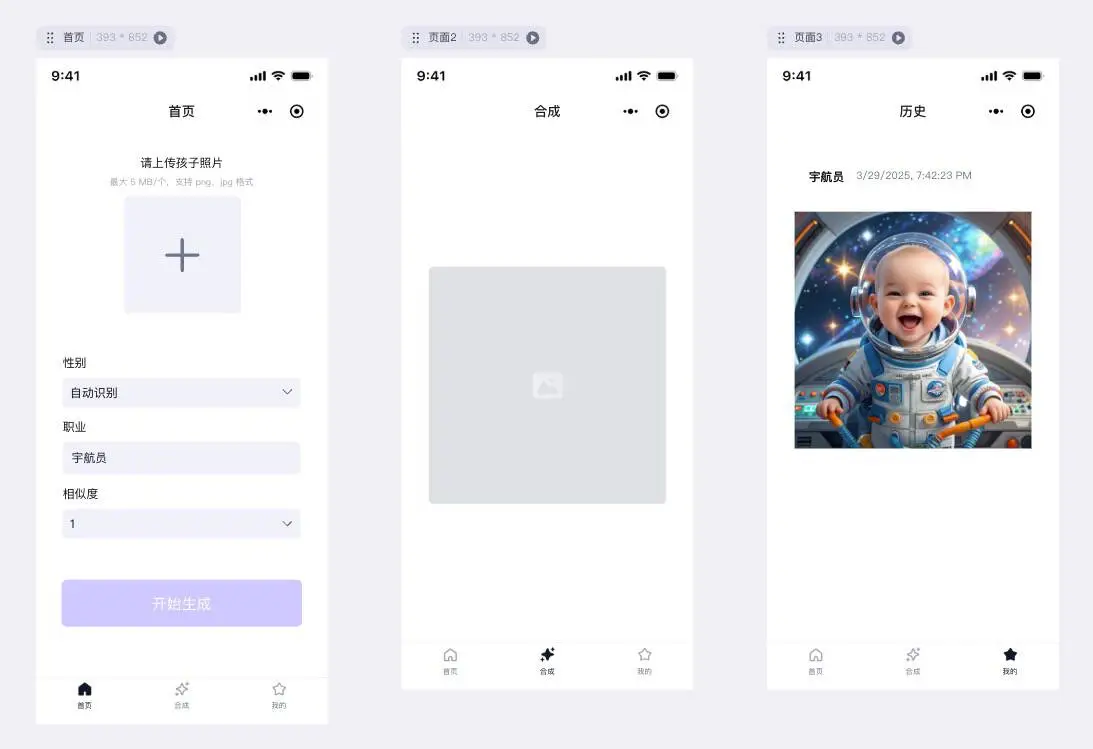 首页 393 * 852
9:41
首页
请上传孩子照片
最大 5 MB/个，支持 png、jpg 格式
性别
自动识别
职业
宇航员
相似度
1
开始生成
首页 合成 我的
页面2 393 * 852
9:41
合成
首页 合成 我的
页面3 393 * 852
9:41
历史
宇航员 3/29/2025, 7:42:23 PM
首页 合成 我的